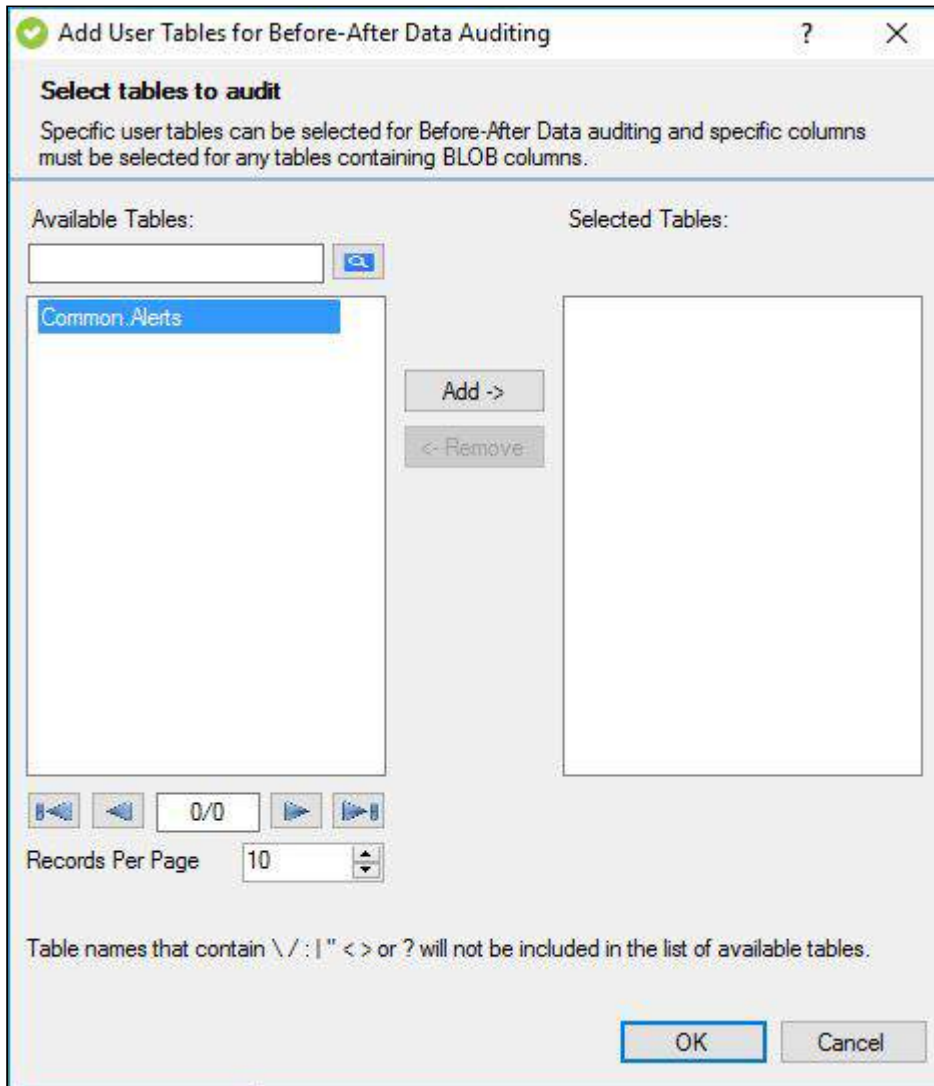 Add User Tables for Before-After Data Auditing
?
Select tables to audit
Specific user tables can be selected for Before-After Data auditing and specific columns
must be selected for any tables containing BLOB columns.
Available Tables:
Selected Tables:
Common.Alerts
Add ->
<- Remove
0/0
Records Per Page
10
Table names that contain \ / : | " < > or ? will not be included in the list of available tables.
OK
Cancel